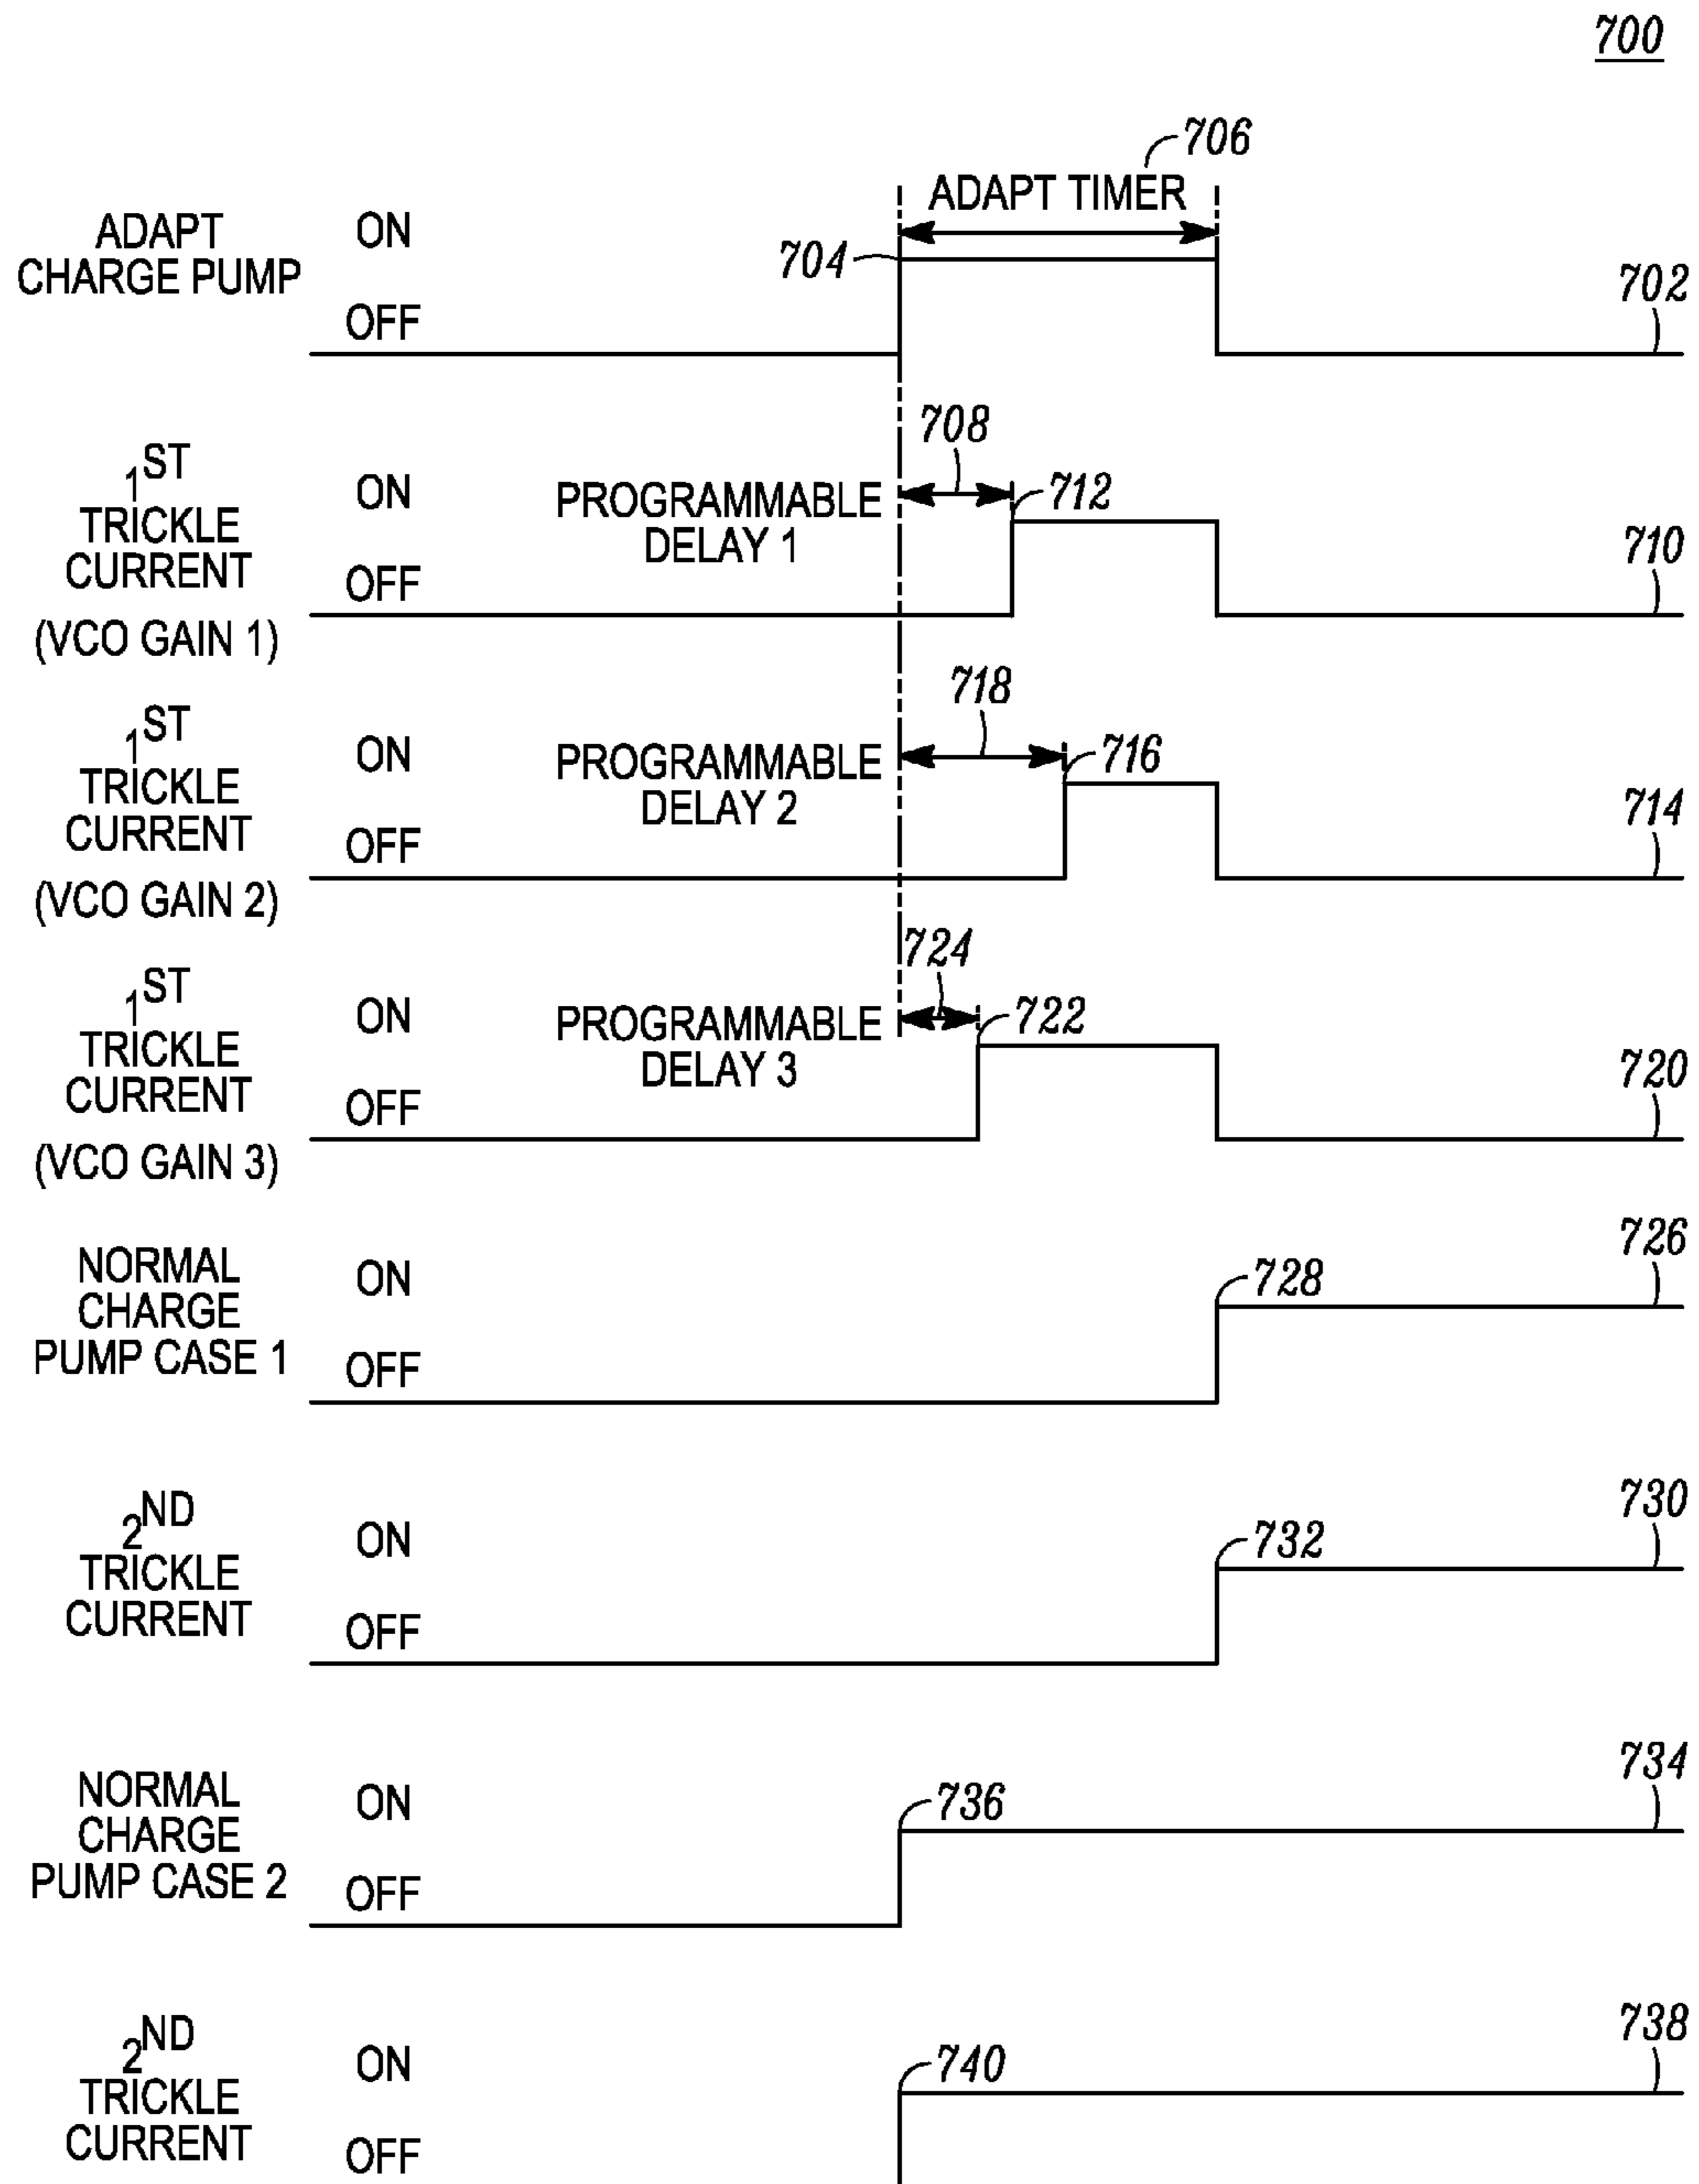 700
706
ADAPT TIMER
ADAPT
CHARGE PUMP
ON
OFF
704
702
708
1ST
TRICKLE
CURRENT
(VCO GAIN 1)
ON
OFF
PROGRAMMABLE
DELAY 1
712
710
718
1ST
TRICKLE
CURRENT
(VCO GAIN 2)
ON
OFF
PROGRAMMABLE
DELAY 2
716
714
724
1ST
TRICKLE
CURRENT
(VCO GAIN 3)
ON
OFF
PROGRAMMABLE
DELAY 3
722
720
NORMAL
CHARGE
PUMP CASE 1
ON
OFF
728
726
2ND
TRICKLE
CURRENT
ON
OFF
732
730
NORMAL
CHARGE
PUMP CASE 2
ON
OFF
736
734
2ND
TRICKLE
CURRENT
ON
OFF
740
738